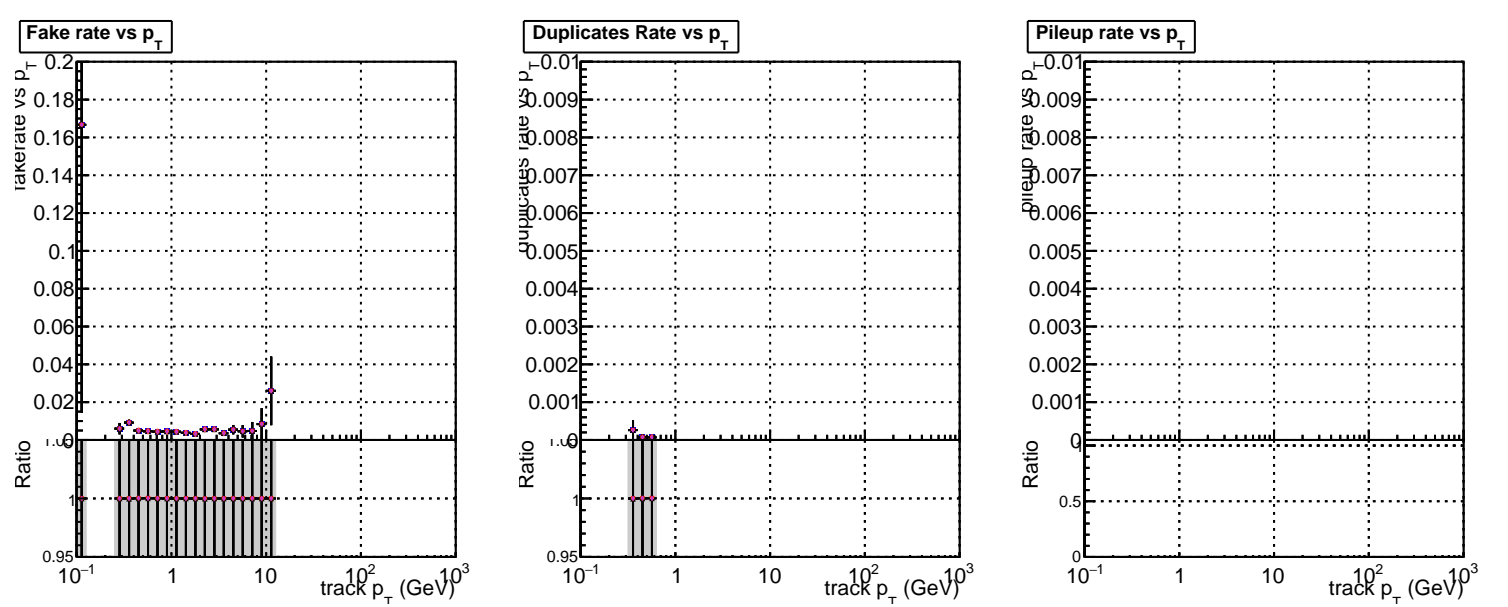 Fake rate vs p_T
fakerate vs p_T
0.2
0.18
0.16
0.14
0.12
0.1
0.08
0.06
0.04
0.02
0
Ratio
1
0.95
10^−1 1 10 10^2 10^3
track p_T (GeV)
Duplicates Rate vs p_T
duplicates rate vs p_T
0.01
0.009
0.008
0.007
0.006
0.005
0.004
0.003
0.002
0.001
0
Ratio
1
0.95
10^−1 1 10 10^2 10^3
track p_T (GeV)
Pileup rate vs p_T
pileup rate vs p_T
0.01
0.009
0.008
0.007
0.006
0.005
0.004
0.003
0.002
0.001
0
Ratio
1
0.5
0
10^−1 1 10 10^2 10^3
track p_T (GeV)